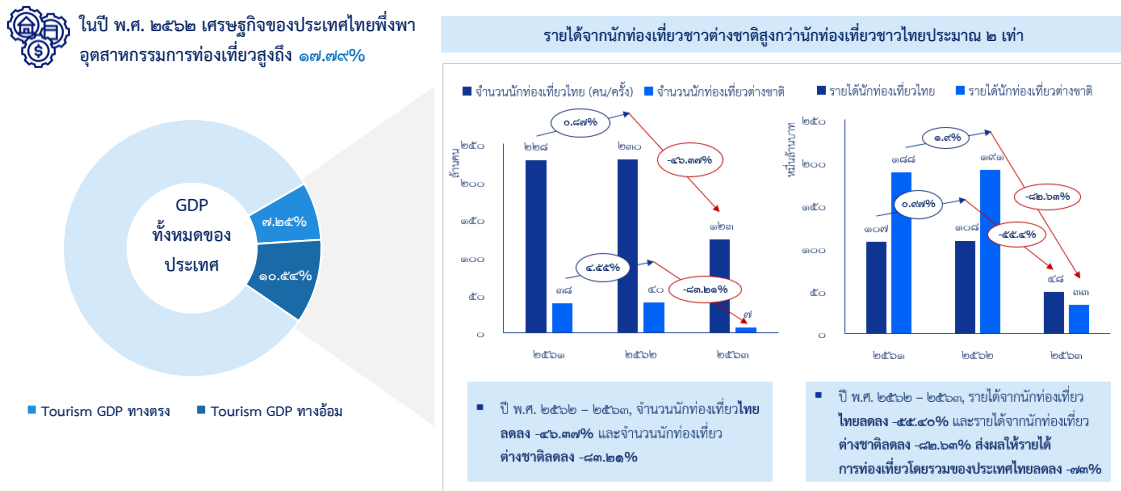 ในปี พ.ศ. ๒๕๖๒ เศรษฐกิจของประเทศไทยพึ่งพา
อุตสาหกรรมการท่องเที่ยวสูงถึง ๑๗.๗๙%
GDP
ทั้งหมดของ
ประเทศ
๗.๒๕%
๑๐.๕๔%
Tourism GDP ทางตรง
Tourism GDP ทางอ้อม
รายได้จากนักท่องเที่ยวชาวต่างชาติสูงกว่านักท่องเที่ยวชาวไทยประมาณ ๒ เท่า
จำนวนนักท่องเที่ยวไทย (คน/ครั้ง)
จำนวนนักท่องเที่ยวต่างชาติ
ล้านคน
๒๕๐
๒๐๐
๑๕๐
๑๐๐
๕๐
๐
๐.๘๗%
-๔๖.๓๗%
๒๒๘
๒๓๐
๑๒๓
๔.๕๕%
-๘๓.๒๑%
๓๘
๔๐
๗
๒๕๖๑
๒๕๖๒
๒๕๖๓
ปี พ.ศ. ๒๕๖๒ – ๒๕๖๓, จำนวนนักท่องเที่ยวไทย
ลดลง -๔๖.๓๗% และจำนวนนักท่องเที่ยว
ต่างชาติลดลง -๘๓.๒๑%
รายได้นักท่องเที่ยวไทย
รายได้นักท่องเที่ยวต่างชาติ
หมื่นล้านบาท
๒๕๐
๒๐๐
๑๕๐
๑๐๐
๕๐
๐
๑.๙%
-๘๒.๖๓%
๑๘๘
๑๙๑
๐.๙๗%
-๕๕.๔%
๑๐๗
๑๐๘
๔๘
๓๓
๒๕๖๑
๒๕๖๒
๒๕๖๓
ปี พ.ศ. ๒๕๖๒ – ๒๕๖๓, รายได้จากนักท่องเที่ยว
ไทยลดลง -๕๕.๔๐% และรายได้จากนักท่องเที่ยว
ต่างชาติลดลง -๘๒.๖๓% ส่งผลให้รายได้
การท่องเที่ยวโดยรวมของประเทศไทยลดลง -๗๓%